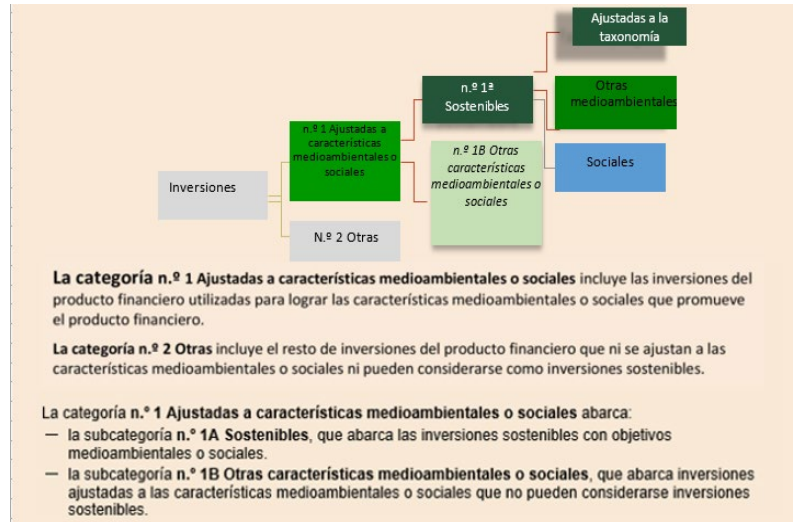 Ajustadas a la
taxonomía
n.º 1ª
Sostenibles
Otras
medioambientales
n.º 1 Ajustadas a
características
medioambientales o
sociales
n.º 1B Otras
características
medioambientales o
sociales
Sociales
Inversiones
N.º 2 Otras
La categoría n.º 1 Ajustadas a características medioambientales o sociales incluye las inversiones del
producto financiero utilizadas para lograr las características medioambientales o sociales que promueve
el producto financiero.
La categoría n.º 2 Otras incluye el resto de inversiones del producto financiero que ni se ajustan a las
características medioambientales o sociales ni pueden considerarse como inversiones sostenibles.
La categoría n.º 1 Ajustadas a características medioambientales o sociales abarca:
— la subcategoría n.º 1A Sostenibles, que abarca las inversiones sostenibles con objetivos
medioambientales o sociales.
— la subcategoría n.º 1B Otras características medioambientales o sociales, que abarca inversiones
ajustadas a las características medioambientales o sociales que no pueden considerarse inversiones
sostenibles.